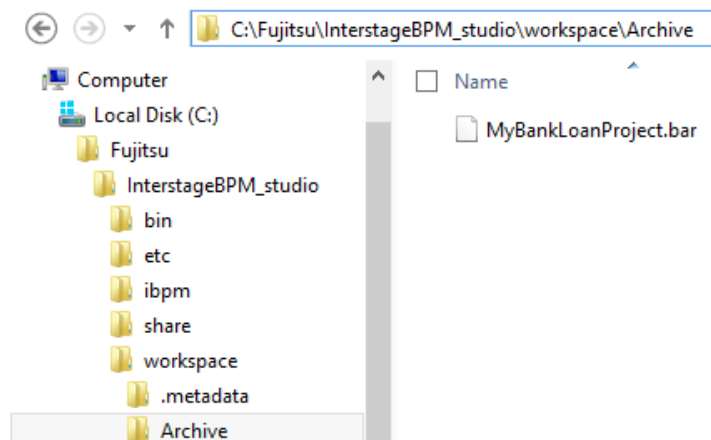 C:\Fujitsu\InterstageBPM_studio\workspace\Archive
Computer
Local Disk (C:)
Fujitsu
InterstageBPM_studio
bin
etc
ibpm
share
workspace
.metadata
Archive
Name
MyBankLoanProject.bar